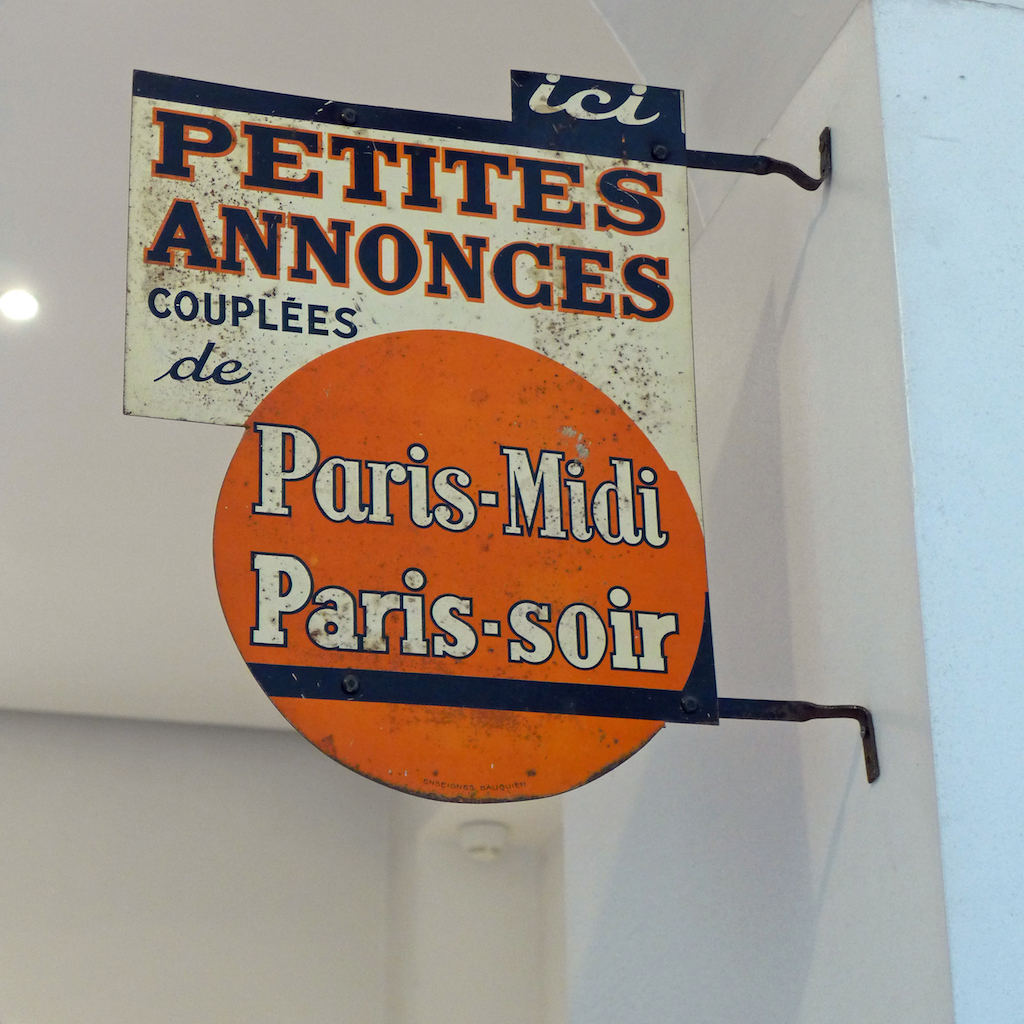 ici
PETITES
ANNONCES
COUPLÉES
de
Paris-Midi
Paris-soir